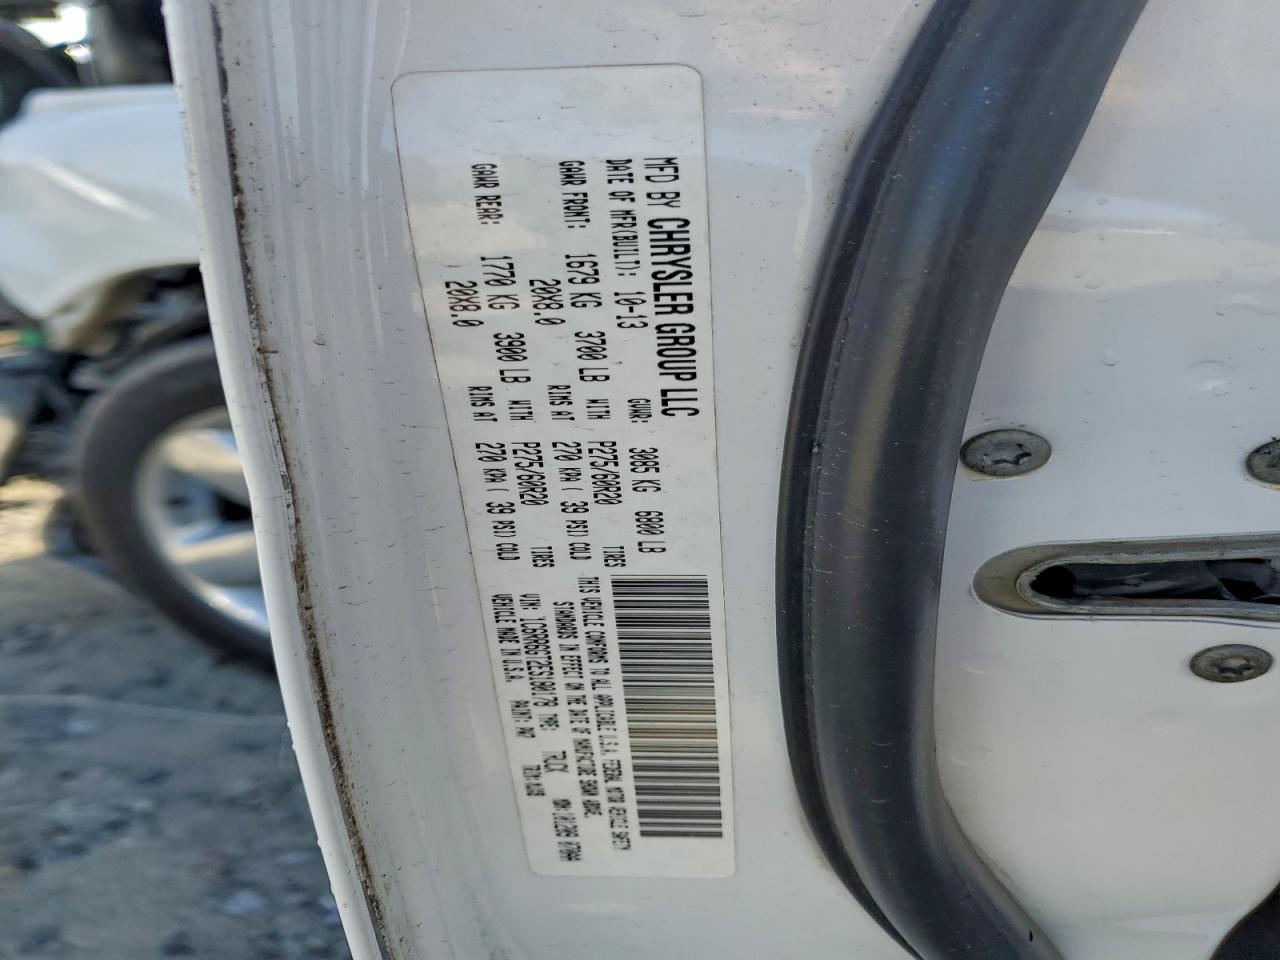 MFD BY CHRYSLER GROUP LLC
DATE OF MFR(BUILT): 10-13 GVWR: 3085 KG 6800 LB
GAWR FRONT: 1679 KG 3700 LB WITH P275/60R20 TIRES
20X8.0 RIMS AT 270 KPA ( 39 PSI) COLD
GAWR REAR: 1770 KG 3900 LB WITH P275/60R20 TIRES
20X8.0 RIMS AT 270 KPA ( 39 PSI) COLD
THIS VEHICLE CONFORMS TO ALL APPLICABLE U.S.A. FEDERAL MOTOR VEHICLE SAFETY
STANDARDS IN EFFECT ON THE DATE OF MANUFACTURE SHOWN ABOVE.
VIN: 1C6RR6GT2ES190179 TYPE: TRUCK
VEHICLE MADE IN U.S.A. PAINT: PW7